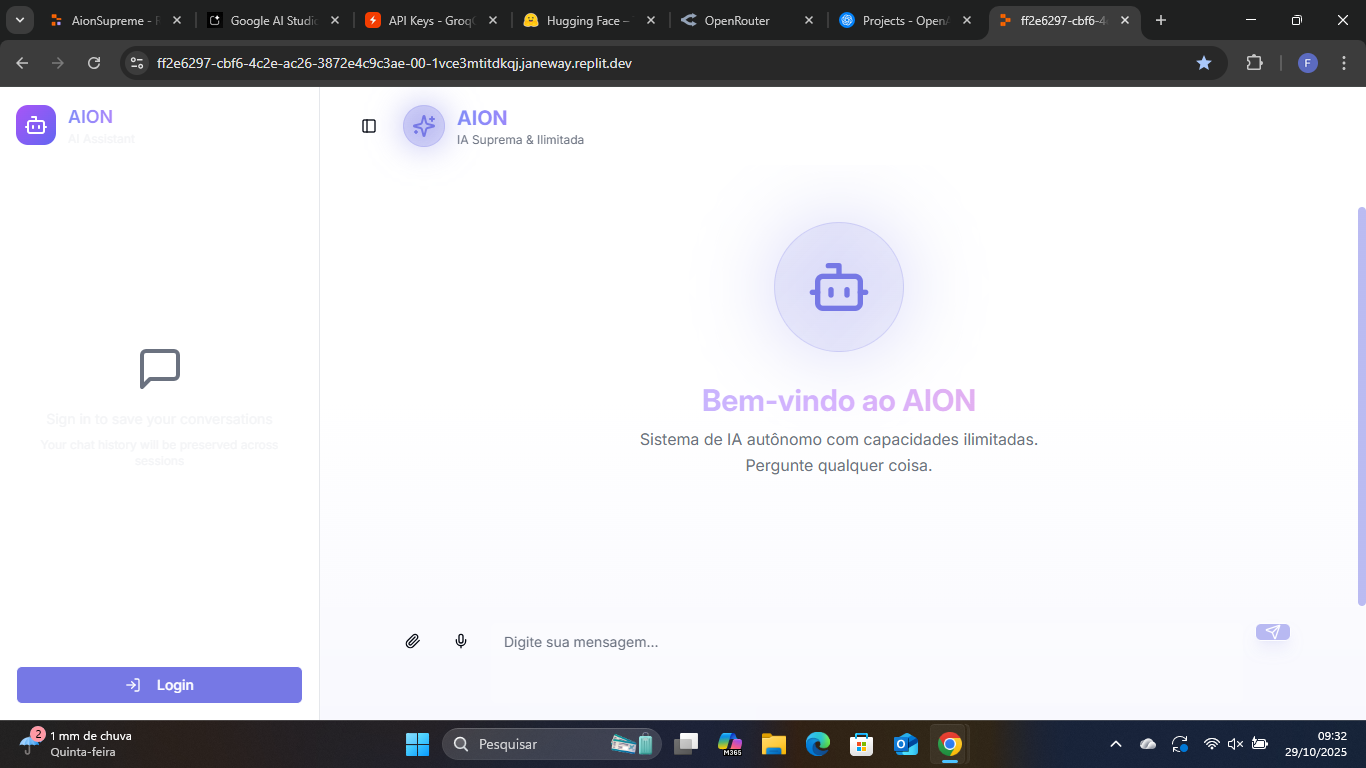 AionSupreme - R
Google AI Studio
API Keys - GroqC
Hugging Face –
OpenRouter
Projects - OpenA
ff2e6297-cbf6-4c
ff2e6297-cbf6-4c2e-ac26-3872e4c9c3ae-00-1vce3mtitdkqj.janeway.replit.dev
F
AION
AI Assistant
AION
IA Suprema & Ilimitada
Bem-vindo ao AION
Sistema de IA autônomo com capacidades ilimitadas.
Pergunte qualquer coisa.
Sign in to save your conversations
Your chat history will be preserved across
sessions
Digite sua mensagem...
Login
2
1 mm de chuva
Quinta-feira
Pesquisar
M365
09:32
29/10/2025